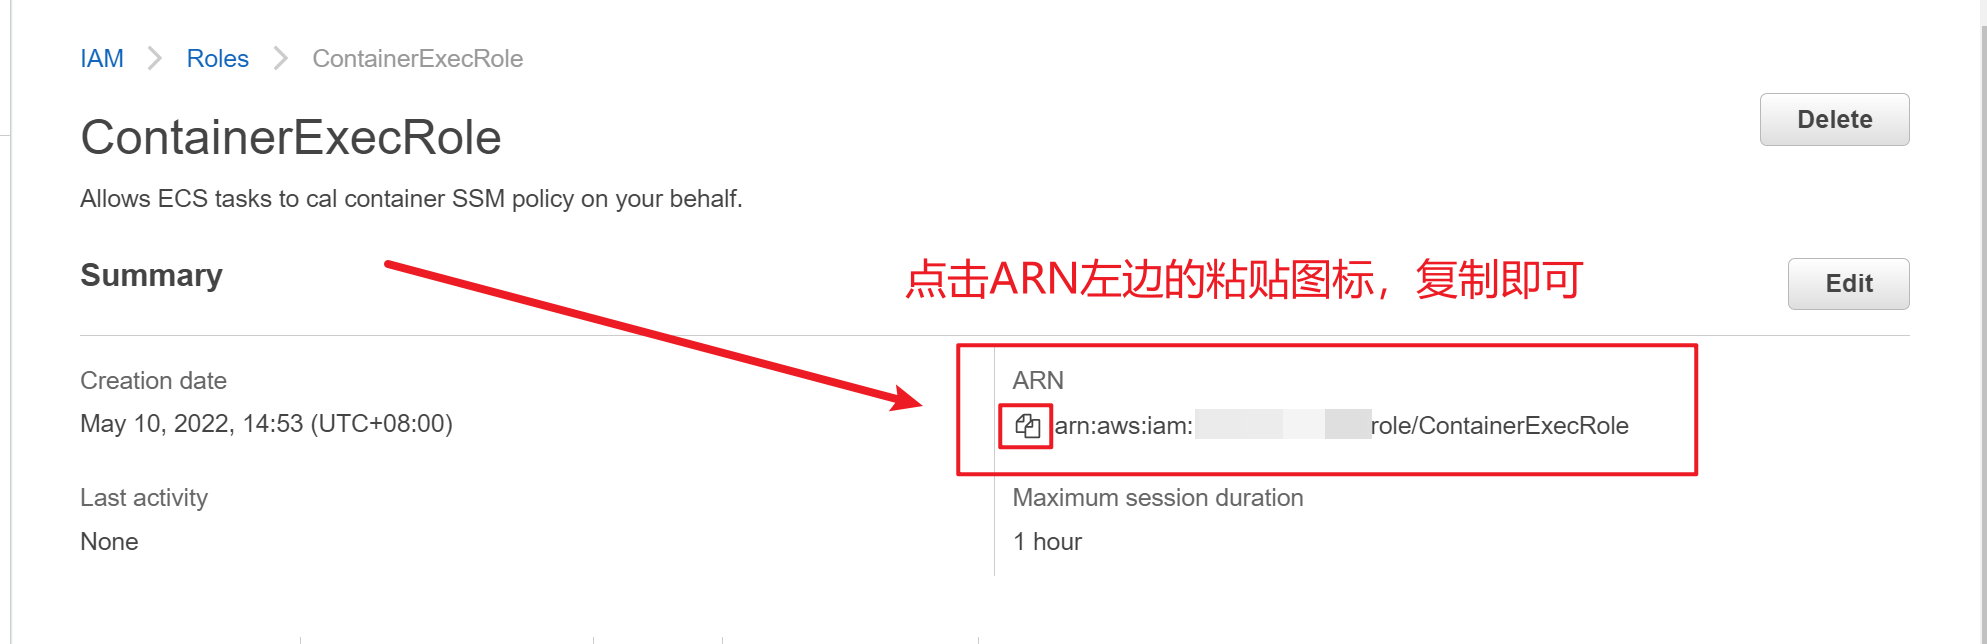 IAM Roles ContainerExecRole
ContainerExecRole
Delete
Allows ECS tasks to cal container SSM policy on your behalf.
Summary
点击ARN左边的粘贴图标，复制即可
Edit
Creation date
May 10, 2022, 14:53 (UTC+08:00)
ARN
arn:aws:iam: role/ContainerExecRole
Last activity
None
Maximum session duration
1 hour